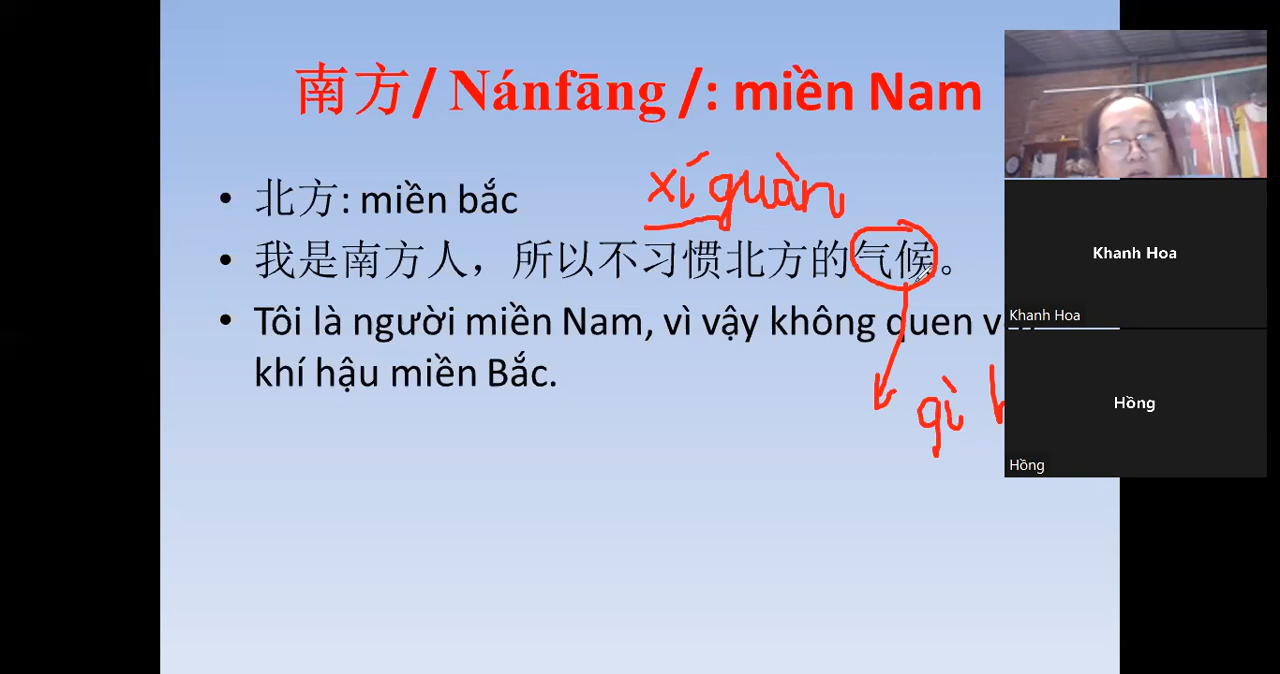 南方/ Nánfāng /: miền Nam
xí guàn
• 北方: miền bắc
• 我是南方人，所以不习惯北方的气候。
• Tôi là người miền Nam, vì vậy không quen v
khí hậu miền Bắc.
qì h
Khanh Hoa
Khanh Hoa
Hồng
Hồng